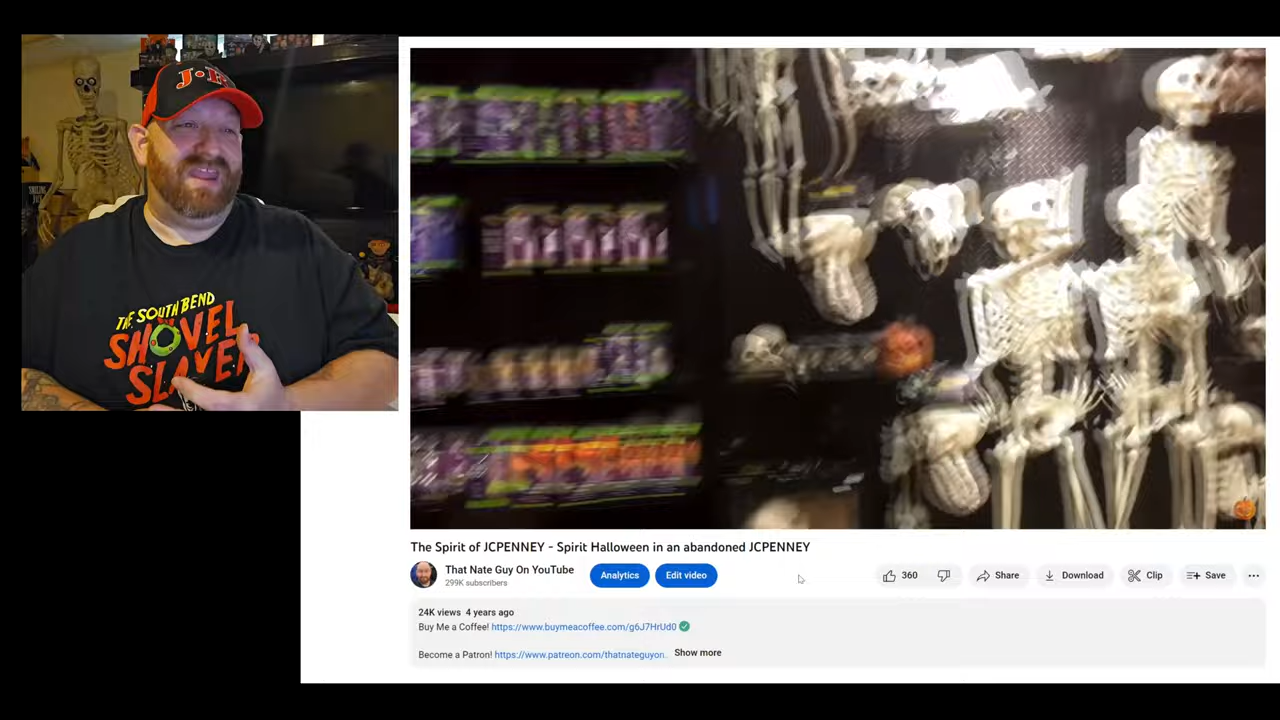 THE SOUTH BEND
SHOVEL
SLAYER
The Spirit of JCPENNEY - Spirit Halloween in an abandoned JCPENNEY
That Nate Guy On YouTube
299K subscribers
Analytics
Edit video
360
Share
Download
Clip
Save
24K views 4 years ago
Buy Me a Coffee! https://www.buymeacoffee.com/g6J7HrUd0
Become a Patron! https://www.patreon.com/thatnateguyon..
Show more